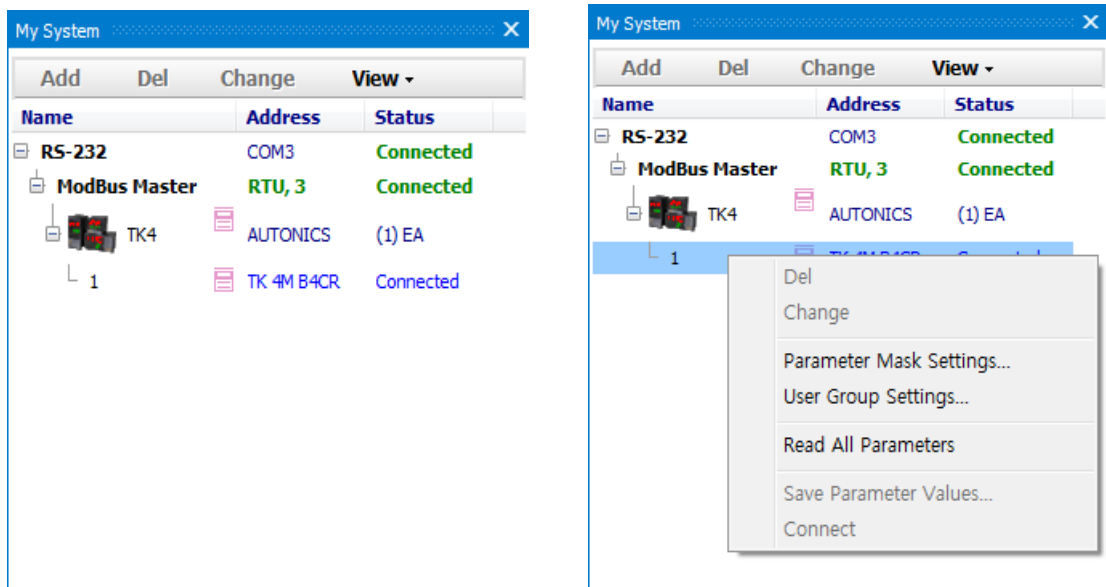 My System
Add Del Change View
Name Address Status
RS-232 COM3 Connected
ModBus Master RTU, 3 Connected
TK4 AUTONICS (1) EA
1 TK 4M B4CR Connected
My System
Add Del Change View
Name Address Status
RS-232 COM3 Connected
ModBus Master RTU, 3 Connected
TK4 AUTONICS (1) EA
1
Del
Change
Parameter Mask Settings...
User Group Settings...
Read All Parameters
Save Parameter Values...
Connect